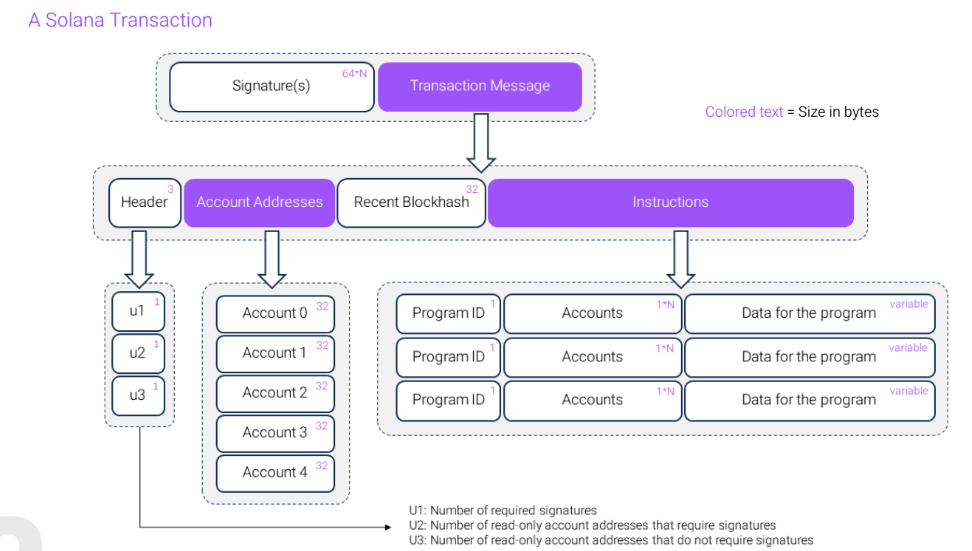 A Solana Transaction
Signature(s) 64*N Transaction Message
Colored text = Size in bytes
Header 3 Account Addresses Recent Blockhash 32 Instructions
u1 1
u2 1
u3 1
Account 0 32
Account 1 32
Account 2 32
Account 3 32
Account 4 32
Program ID 1 Accounts 1*N Data for the program variable
Program ID 1 Accounts 1*N Data for the program variable
Program ID 1 Accounts 1*N Data for the program variable
U1: Number of required signatures
U2: Number of read-only account addresses that require signatures
U3: Number of read-only account addresses that do not require signatures